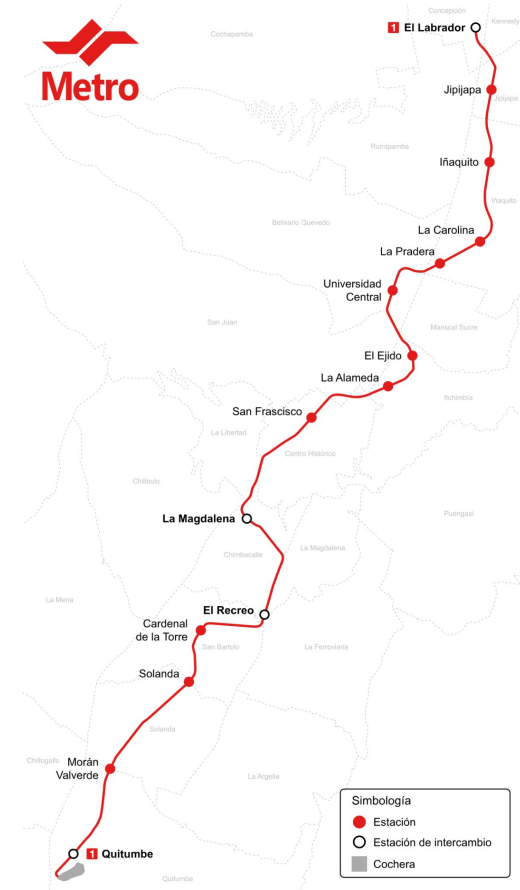 Concepción
Kennedy
1 El Labrador
Cochapamba
Metro
Jipijapa
Jipijapa
Rumipamba
Iñaquito
Iñaquito
La Carolina
Belisario Quevedo
La Pradera
Universidad
Central
San Juan
Mariscal Sucre
El Ejido
La Alameda
Itchimbía
San Frascisco
La Libertad
Centro Histórico
Chilibulo
Puengasí
La Magdalena
La Magdalena
Chimbacalle
La Mena
El Recreo
Cardenal
de la Torre
San Bartolo
La Ferroviaria
Solanda
Solanda
Chillogallo
Morán
Valverde
La Argelia
Simbología
Estación
Estación de intercambio
Cochera
1 Quitumbe
Quitumbe